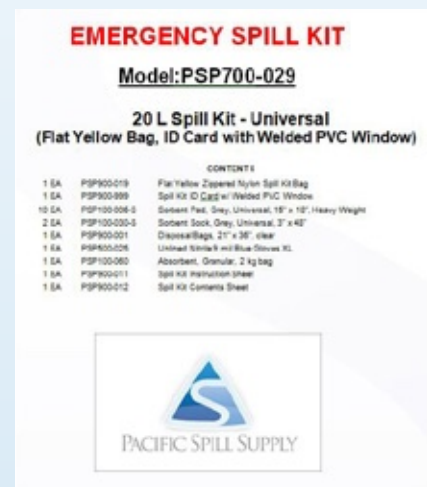 EMERGENCY SPILL KIT
Model:PSP700-029
20 L Spill Kit - Universal
(Flat Yellow Bag, ID Card with Welded PVC Window)
CONTENTS
1 EA PSP900-019 Flat Yellow Zippered Nylon Spill Kit Bag
1 EA PSP900-999 Spill Kit ID Card w/ Welded PVC Window
10 EA PSP100-006-S Sorbent Pad, Grey, Universal, 15" x 18", Heavy Weight
2 EA PSP100-030-S Sorbent Sock, Grey, Universal, 3" x 48"
1 EA PSP900-001 Disposal Bags, 21" x 36", clear
1 EA Unlined Nitrile 9 mil Blue Gloves XL
1 EA PSP100-060 Absorbent, Granular, 2 kg bag
1 EA PSP900-011 Spill Kit Instruction Sheet
1 EA PSP900-012 Spill Kit Contents Sheet
PACIFIC SPILL SUPPLY